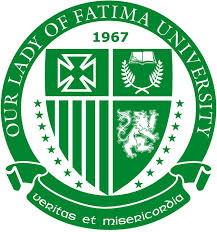 OUR LADY OF FATIMA UNIVERSITY
1967
Veritas et Misericordia